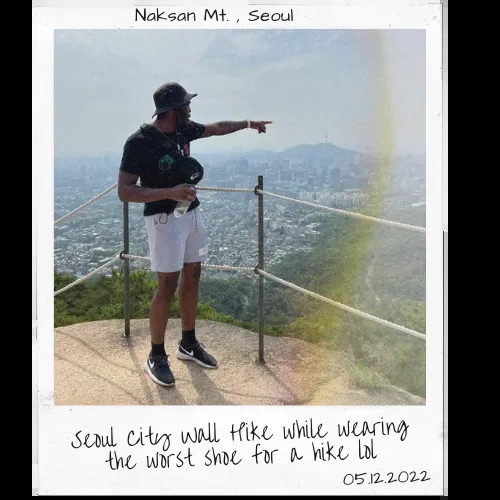 Naksan Mt. , Seoul
Seoul City Wall Hike while wearing
the worst shoe for a hike lol
05.12.2022